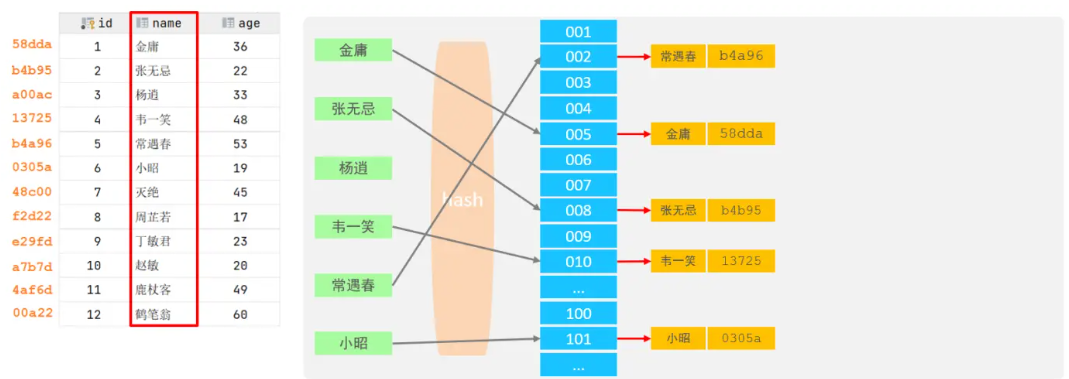 id name age
58dda 1 金庸 36
b4b95 2 张无忌 22
a00ac 3 杨逍 33
13725 4 韦一笑 48
b4a96 5 常遇春 53
0305a 6 小昭 19
48c00 7 灭绝 45
f2d22 8 周芷若 17
e29fd 9 丁敏君 23
a7b7d 10 赵敏 20
4af6d 11 鹿杖客 49
00a22 12 鹤笔翁 60
金庸
张无忌
杨逍
韦一笑
常遇春
小昭
hash
001
002
003
004
005
006
007
008
009
010
...
100
101
...
常遇春 b4a96
金庸 58dda
张无忌 b4b95
韦一笑 13725
小昭 0305a